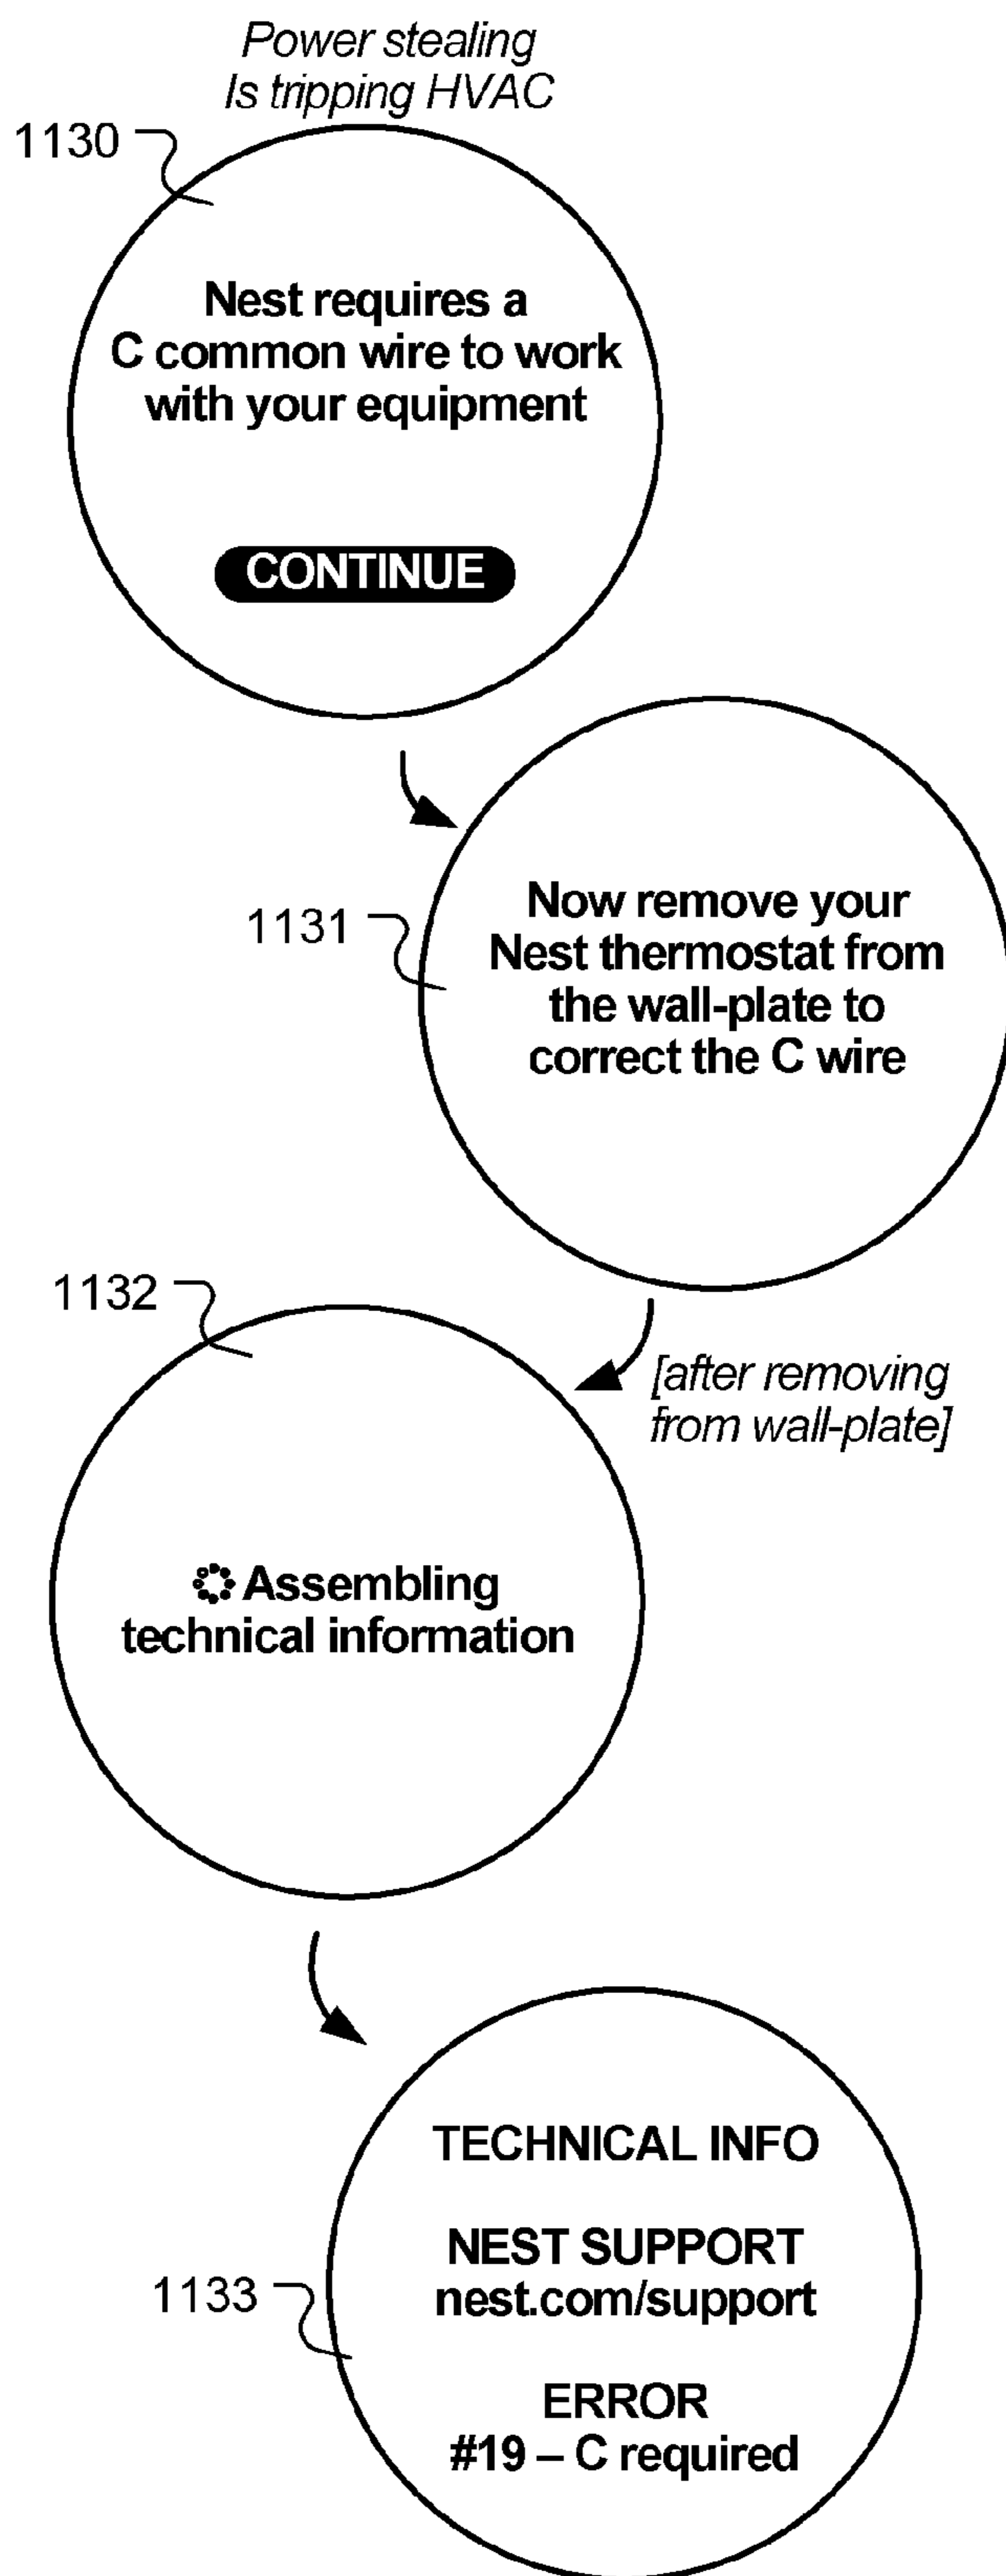 Power stealing
Is tripping HVAC
1130
Nest requires a
C common wire to work
with your equipment
CONTINUE
1131
Now remove your
Nest thermostat from
the wall-plate to
correct the C wire
1132
[after removing
from wall-plate]
Assembling
technical information
1133
TECHNICAL INFO
NEST SUPPORT
nest.com/support
ERROR
#19 – C required